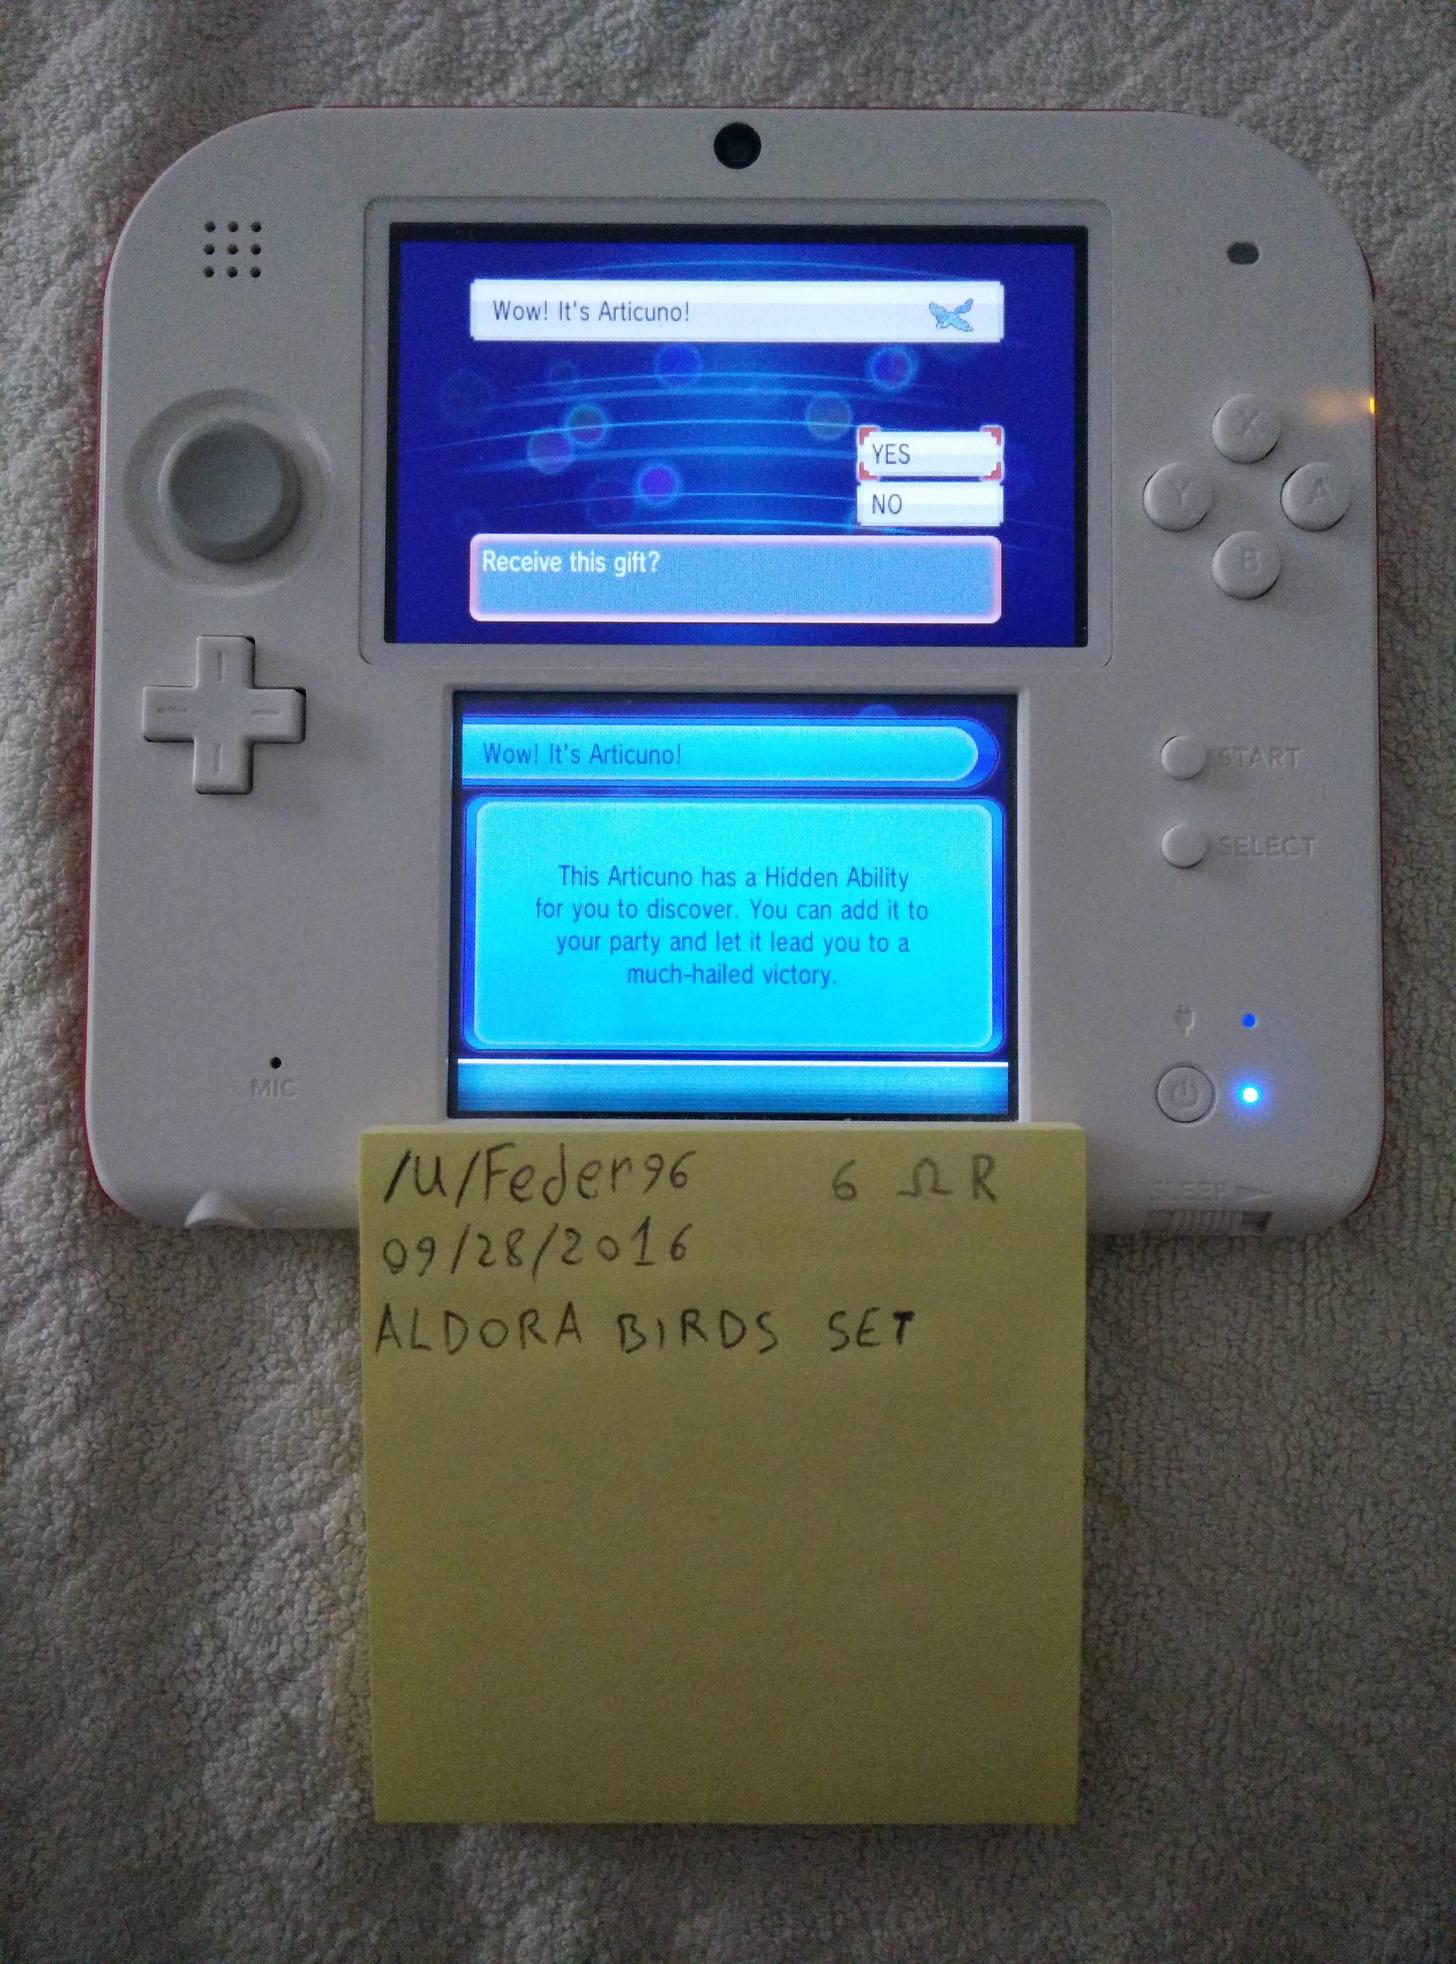 Wow! It's Articuno!
YES
NO
Receive this gift?
X
Y
A
B
Wow! It's Articuno!
This Articuno has a Hidden Ability
for you to discover. You can add it to
your party and let it lead you to a
much-hailed victory.
START
SELECT
MIC
SLEEP
/u/Feder96 6 ΩR
09/28/2016
ALDORA BIRDS SET